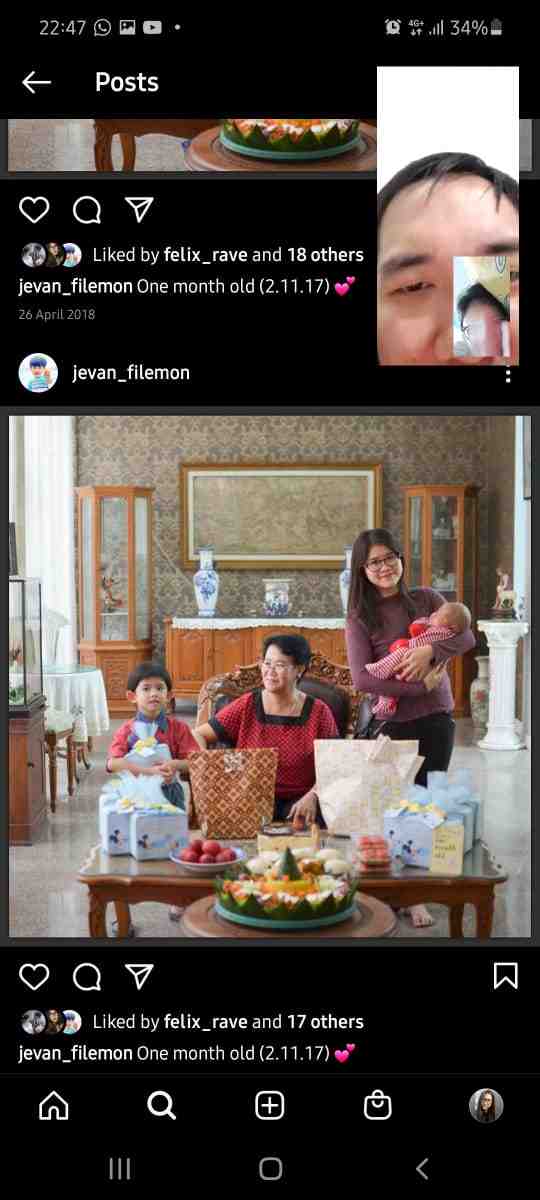 22:47
4G+ 34%
Posts
Liked by felix_rave and 18 others
jevan_filemon One month old (2.11.17) 💕
26 April 2018
jevan_filemon
Liked by felix_rave and 17 others
jevan_filemon One month old (2.11.17) 💕